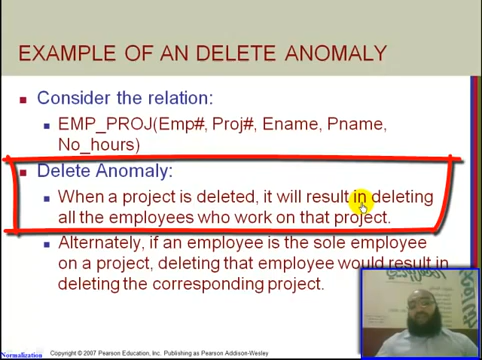 EXAMPLE OF AN DELETE ANOMALY
Consider the relation:
EMP_PROJ(Emp#, Proj#, Ename, Pname,
No_hours)
Delete Anomaly:
When a project is deleted, it will result in deleting
all the employees who work on that project.
Alternately, if an employee is the sole employee
on a project, deleting that employee would result in
deleting the corresponding project.
Normalization
Copyright © 2007 Pearson Education, Inc. Publishing as Pearson Addison-Wesley